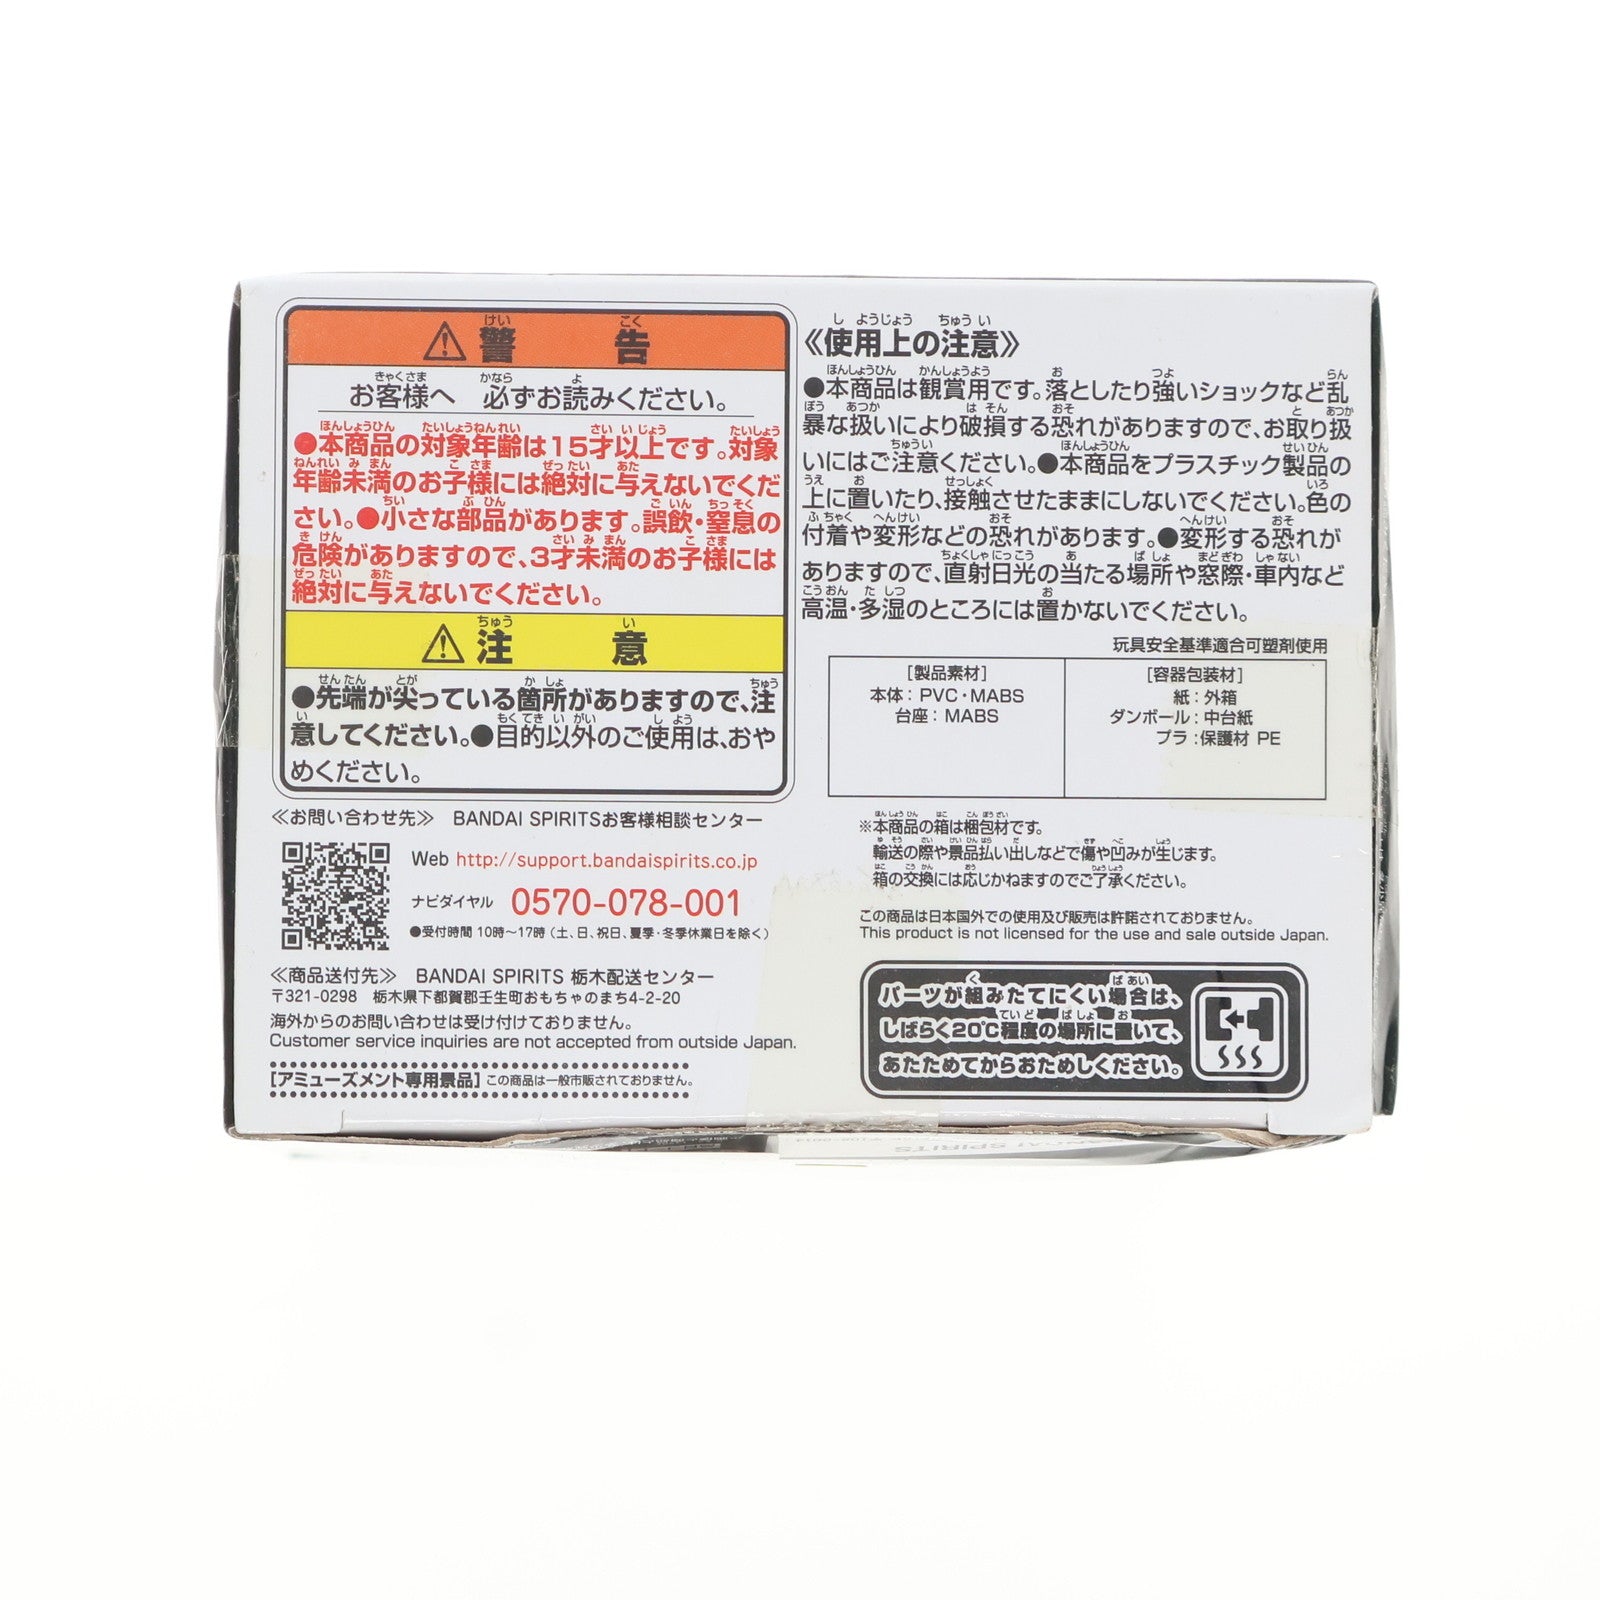 ⚠警告
お客様へ 必ずお読みください。
●本商品の対象年齢は15才以上です。対象
年齢未満のお子様には絶対に与えないでくだ
さい。●小さな部品があります。誤飲・窒息の
危険がありますので、3才未満のお子様には
絶対に与えないでください。
⚠注意
●先端が尖っている箇所がありますので、注
意してください。●目的以外のご使用は、おや
めください。
≪お問い合わせ先≫ BANDAI SPIRITSお客様相談センター
Web http://support.bandaispirits.co.jp
ナビダイヤル 0570-078-001
●受付時間 10時〜17時(土、日、祝日、夏季・冬季休業日を除く)
≪商品送付先≫ BANDAI SPIRITS 栃木配送センター
〒321-0298 栃木県下都賀郡壬生町おもちゃのまち4-2-20
海外からのお問い合わせは受け付けておりません。
Customer service inquiries are not accepted from outside Japan.
[アミューズメント専用景品] この商品は一般市販されておりません。
《使用上の注意》
●本商品は観賞用です。落としたり強いショックなど乱
暴な扱いにより破損する恐れがありますので、お取り扱
いにはご注意ください。●本商品をプラスチック製品の
上に置いたり、接触させたままにしないでください。色の
付着や変形などの恐れがあります。●変形する恐れが
ありますので、直射日光の当たる場所や窓際・車内など
高温・多湿のところには置かないでください。
玩具安全基準適合可塑剤使用
[製品素材]
本体：PVC・MABS
台座：MABS
[容器包装材]
紙：外箱
ダンボール：中台紙
プラ：保護材 PE
※本商品の箱は梱包材です。
輸送の際や景品払い出しなどで傷や凹みが生じます。
箱の交換には応じかねますのでご了承ください。
この商品は日本国外での使用及び販売は許諾されておりません。
This product is not licensed for the use and sale outside Japan.
パーツが組みたてにくい場合は、
しばらく20℃程度の場所に置いて、
あたためてからおためしください。
BANDAI SPIRITS